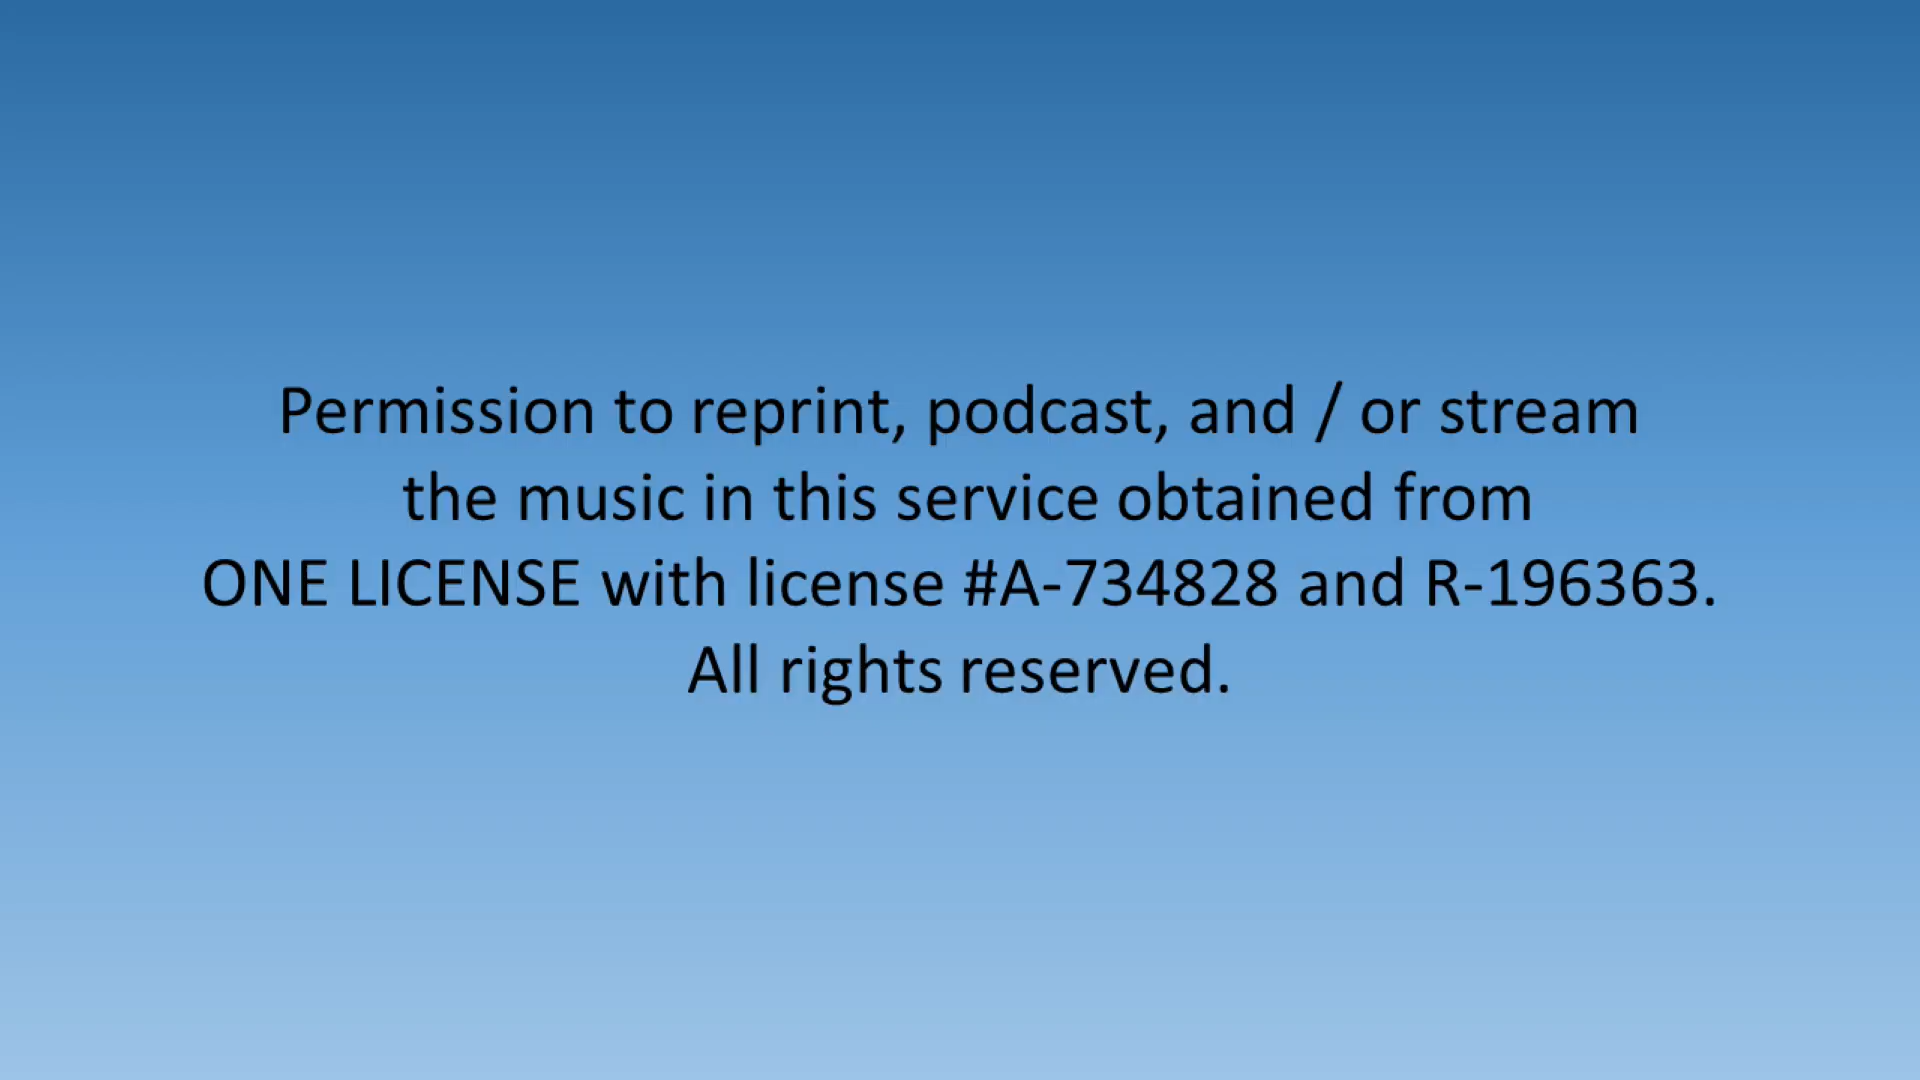 Permission to reprint, podcast, and / or stream
the music in this service obtained from
ONE LICENSE with license #A-734828 and R-196363.
All rights reserved.